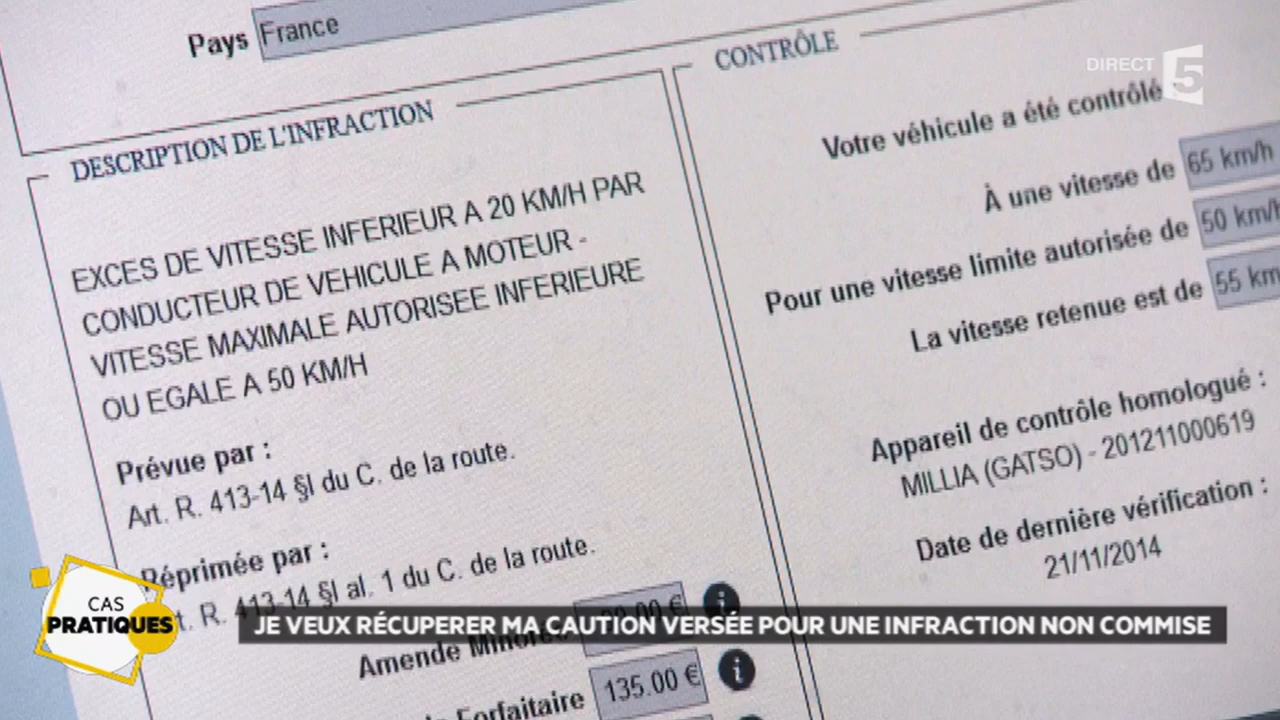 Pays France
DESCRIPTION DE L'INFRACTION
EXCES DE VITESSE INFERIEUR A 20 KM/H PAR
CONDUCTEUR DE VEHICULE A MOTEUR -
VITESSE MAXIMALE AUTORISEE INFERIEURE
OU EGALE A 50 KM/H
Prévue par :
Art. R. 413-14 §I du C. de la route.
Réprimée par :
R. 413-14 §I al. 1 du C. de la route.
Amende
Forfaitaire 135.00 €
CONTRÔLE
Votre véhicule a été contrôlé
À une vitesse de 65 km/h
Pour une vitesse limite autorisée de 50 km/h
La vitesse retenue est de 55 km
Appareil de contrôle homologué :
MILLIA (GATSO) - 201211000619
Date de dernière vérification :
21/11/2014
DIRECT 5
CAS
PRATIQUES
JE VEUX RÉCUPERER MA CAUTION VERSÉE POUR UNE INFRACTION NON COMMISE